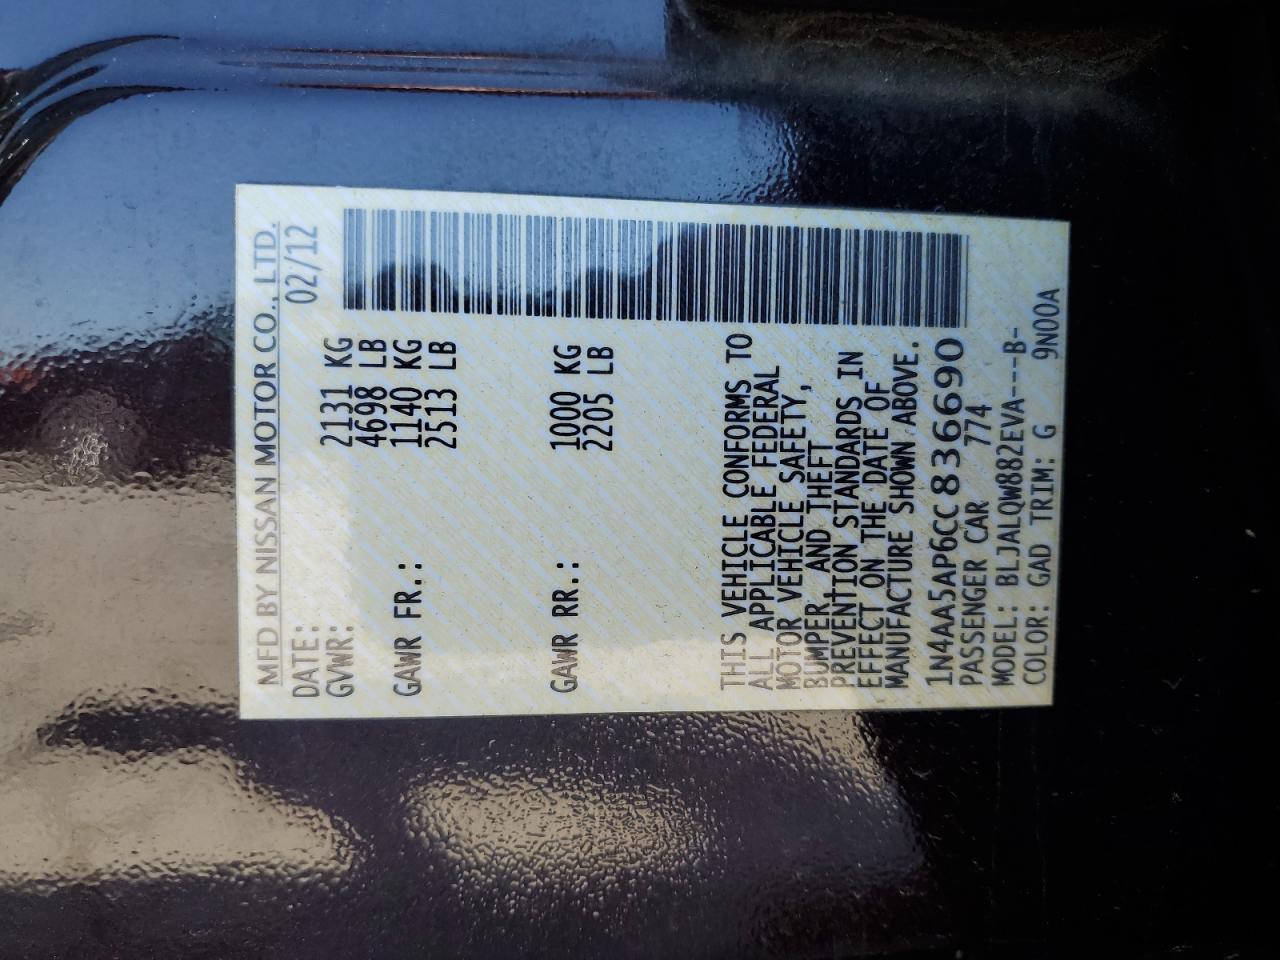 MFD BY NISSAN MOTOR CO., LTD.
DATE: 02/12
GVWR: 2131 KG
4698 LB
GAWR FR.: 1140 KG
2513 LB
GAWR RR.: 1000 KG
2205 LB
THIS VEHICLE CONFORMS TO
ALL APPLICABLE FEDERAL
MOTOR VEHICLE SAFETY,
BUMPER, AND THEFT
PREVENTION STANDARDS IN
EFFECT ON THE DATE OF
MANUFACTURE SHOWN ABOVE.
1N4AA5AP6CC836690
PASSENGER CAR 774
MODEL: BLJALQW882EVA---B-
COLOR: GAD TRIM: G 9N00A